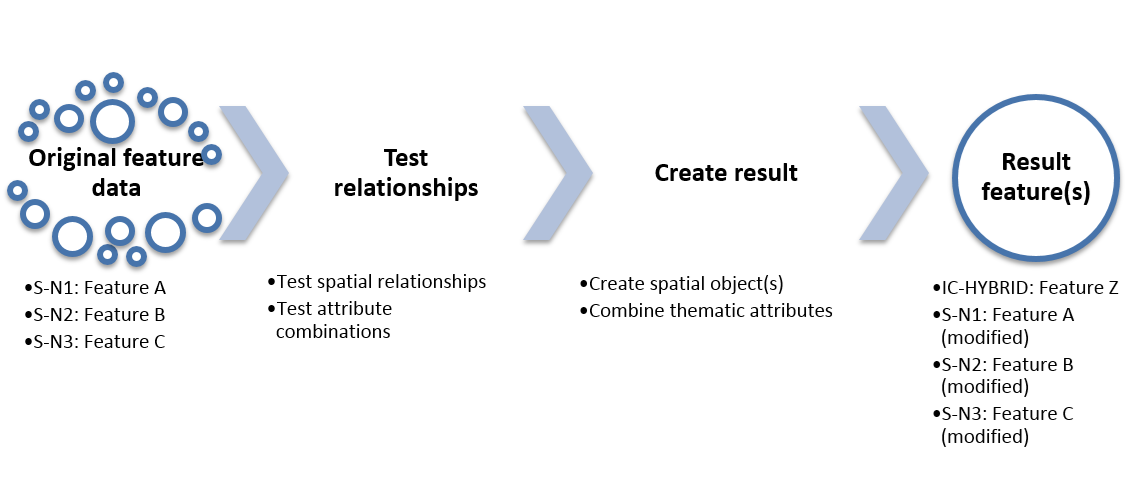 Original feature
data
•S-N1: Feature A
•S-N2: Feature B
•S-N3: Feature C
Test
relationships
•Test spatial relationships
•Test attribute
combinations
Create result
•Create spatial object(s)
•Combine thematic attributes
Result
feature(s)
•IC-HYBRID: Feature Z
•S-N1: Feature A
(modified)
•S-N2: Feature B
(modified)
•S-N3: Feature C
(modified)